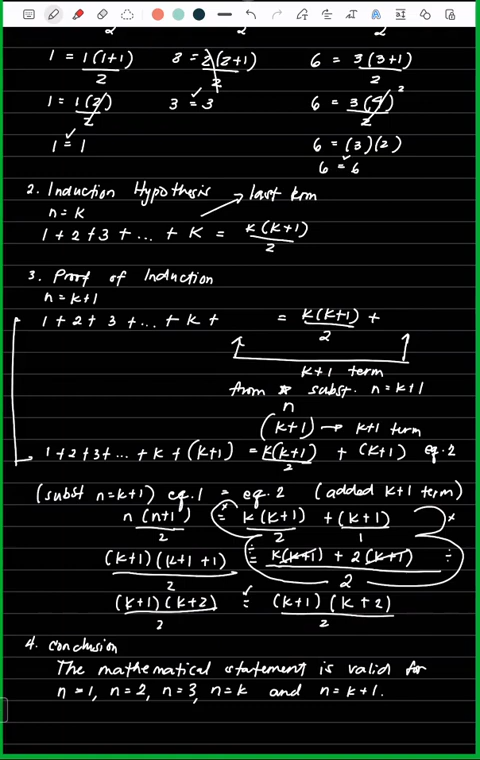 2 2 2
1 = 1(1+1)/2 3 = 2(2+1)/2 6 = 3(3+1)/2
1 = 1(2)/2 3 = 3 ✓ 6 = 3(4)/2 2
1 = 1 ✓ 6 = (3)(2)
6 = 6 ✓
2. Induction Hypothesis → last term
n = k
1 + 2 + 3 + ... + k = k(k+1)/2
3. Proof of Induction
n = k+1
1 + 2 + 3 + ... + k + = k(k+1)/2 +
k+1 term
from * subst. n = k+1
n
(k+1) → k+1 term
1+2+3+ ... + k + (k+1) = k(k+1)/2 + (k+1) eq. 2
(subst n=k+1) eq. 1 = eq. 2 (added k+1 term)
n(n+1)/2 = k(k+1)/2 + (k+1)/1
(k+1)(k+1+1)/2 = k(k+1) + 2(k+1)/2
(k+1)(k+2)/2 = ✓ (k+1)(k+2)/2
4. Conclusion
The mathematical statement is valid for
n = 1, n = 2, n = 3, n = k and n = k+1.